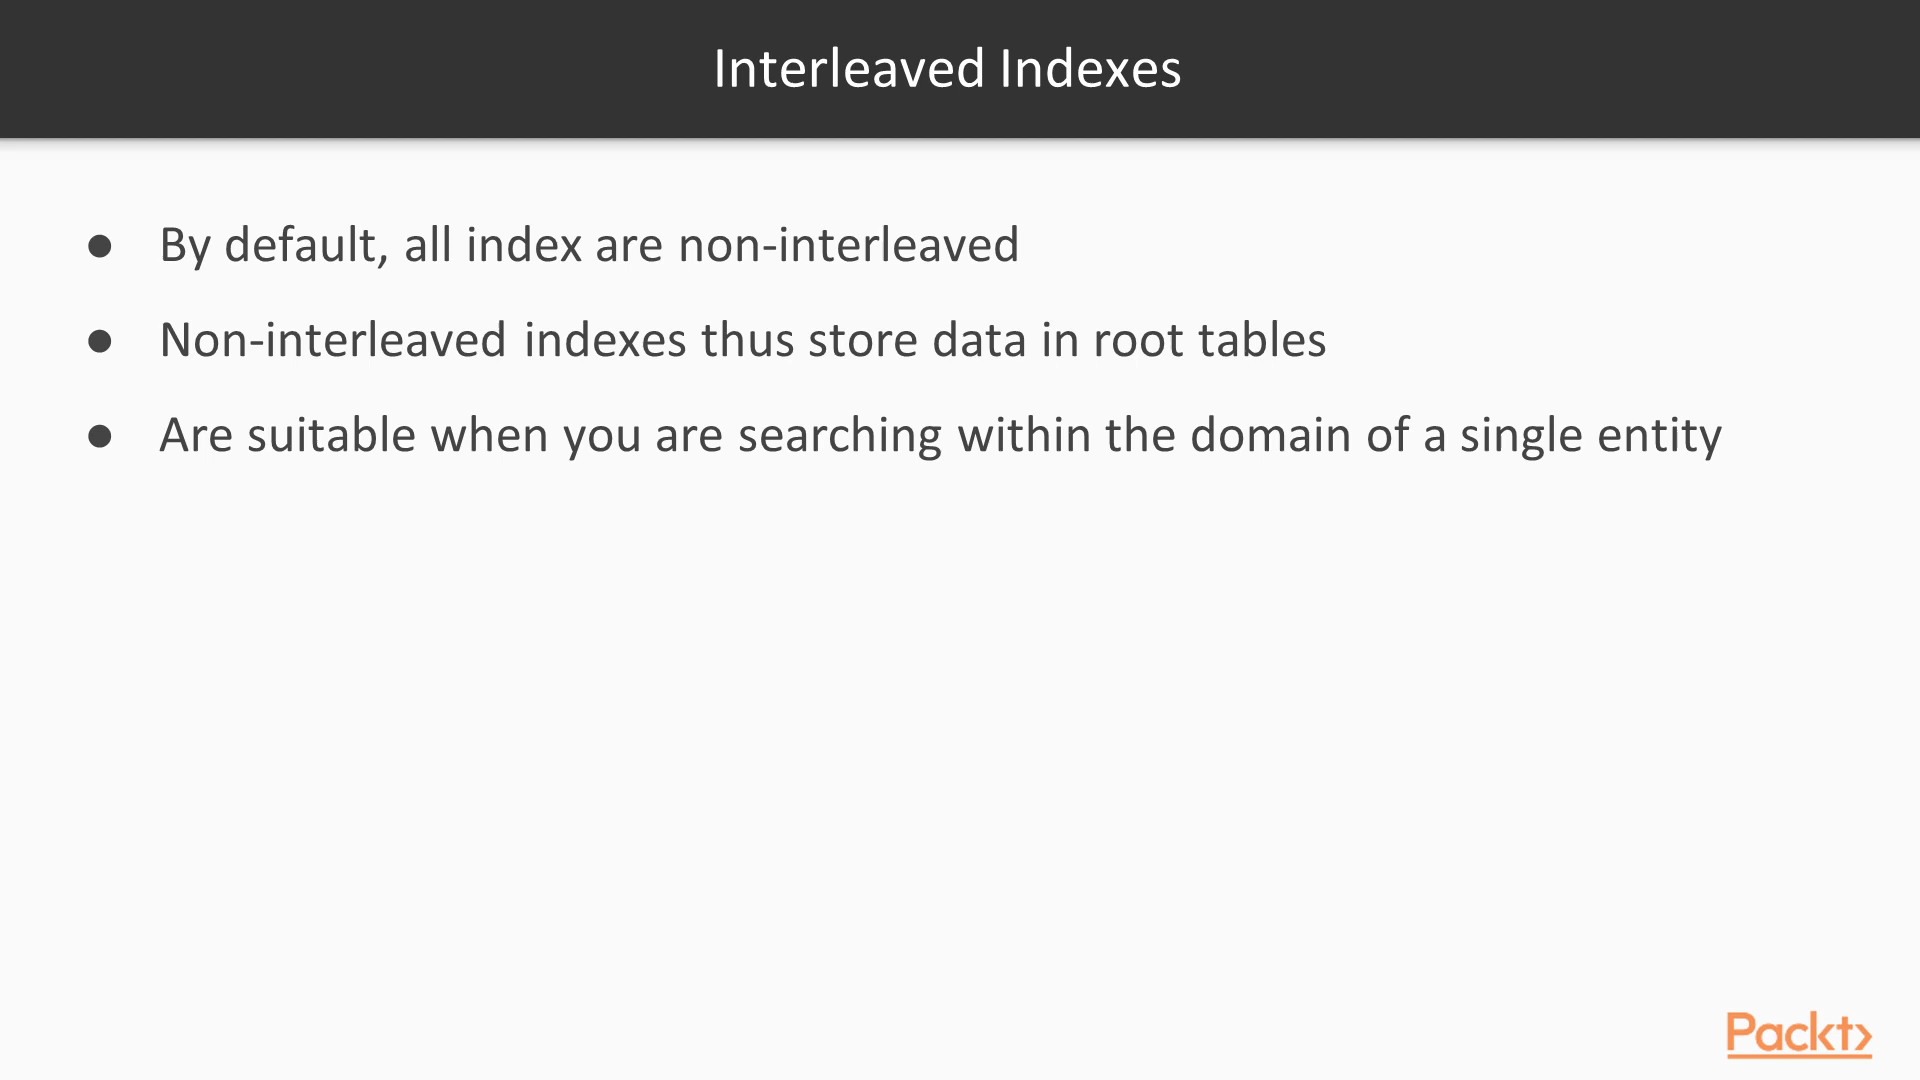 Interleaved Indexes
● By default, all index are non-interleaved
● Non-interleaved indexes thus store data in root tables
● Are suitable when you are searching within the domain of a single entity
Packt>